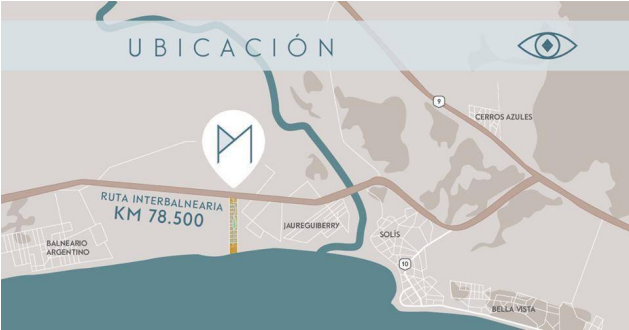 UBICACIÓN
9
CERROS AZULES
M
RUTA INTERBALNEARIA
KM 78.500
JAUREGUIBERRY
SOLÍS
BALNEARIO
ARGENTINO
10
BELLA VISTA